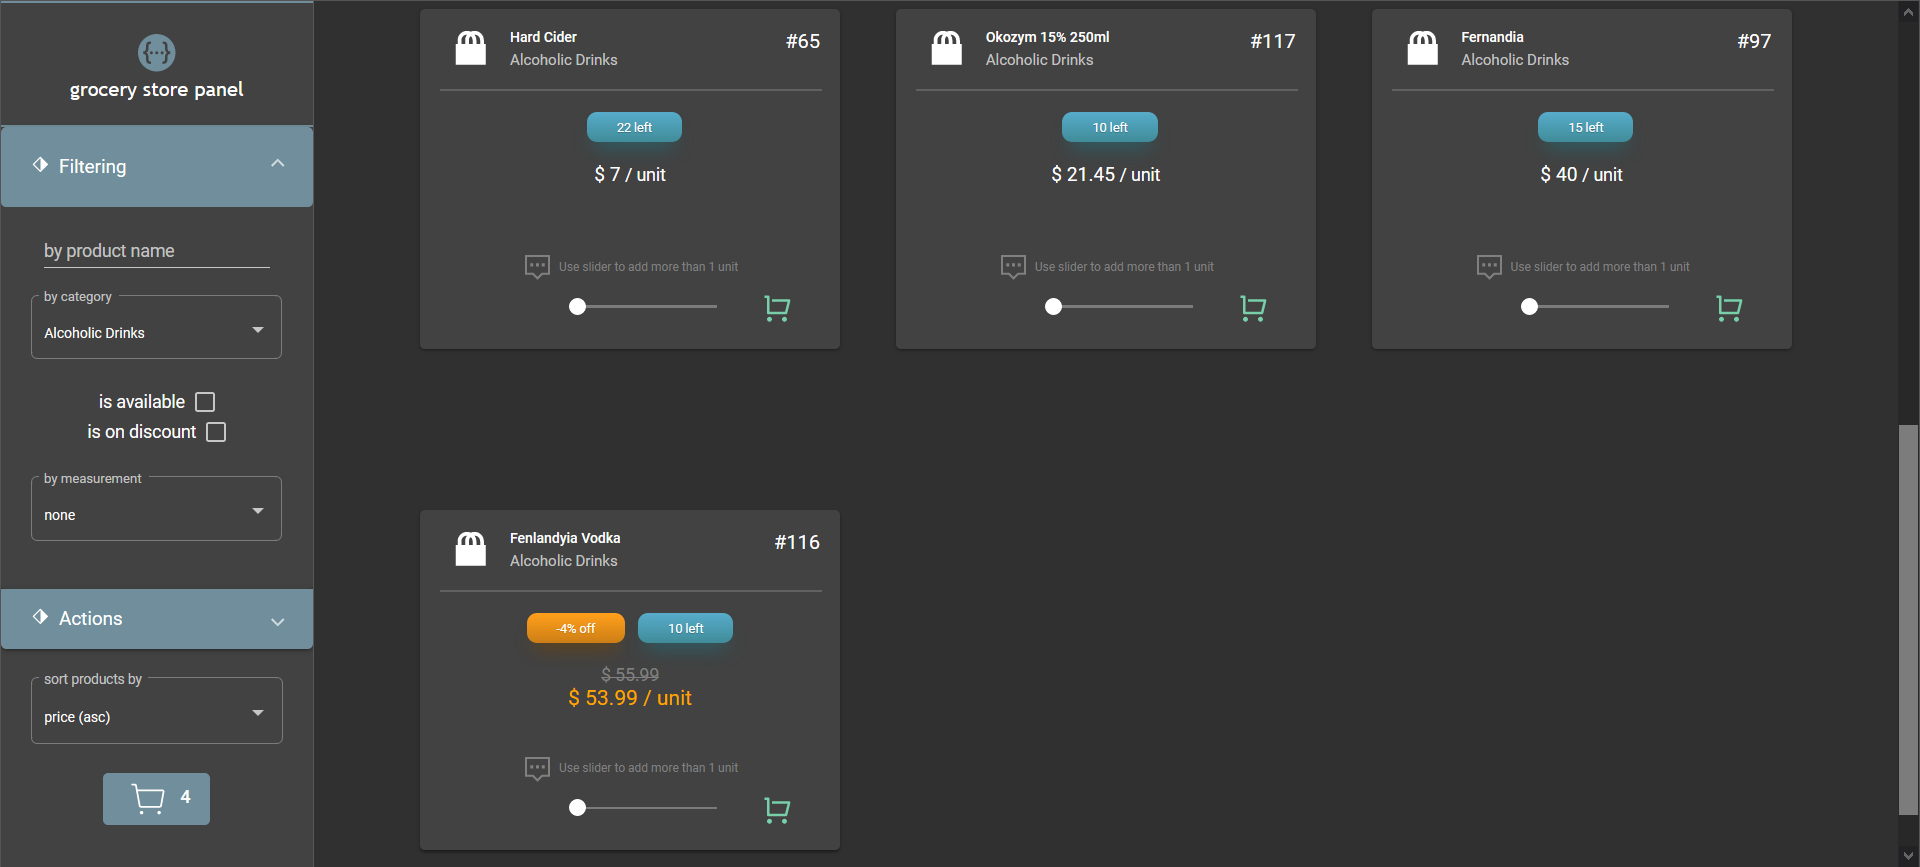 grocery store panel
Filtering
by product name
by category
Alcoholic Drinks
is available
is on discount
by measurement
none
Actions
sort products by
price (asc)
4
Hard Cider
#65
Alcoholic Drinks
22 left
$ 7 / unit
Use slider to add more than 1 unit
Okozym 15% 250ml
#117
Alcoholic Drinks
10 left
$ 21.45 / unit
Use slider to add more than 1 unit
Fernandia
#97
Alcoholic Drinks
15 left
$ 40 / unit
Use slider to add more than 1 unit
Fenlandyia Vodka
#116
Alcoholic Drinks
-4% off
10 left
$ 55.99
$ 53.99 / unit
Use slider to add more than 1 unit